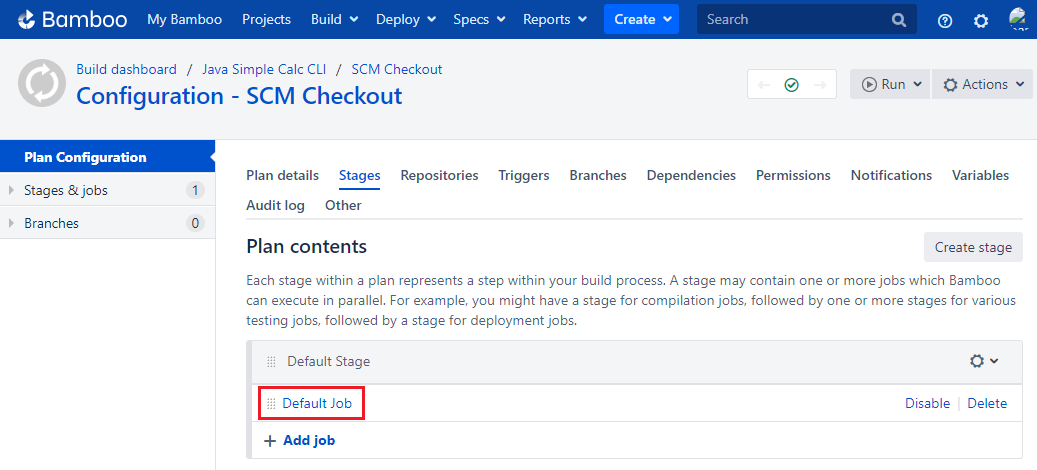 Bamboo My Bamboo Projects Build Deploy Specs Reports Create Search
Build dashboard / Java Simple Calc CLI / SCM Checkout
Configuration - SCM Checkout
Run Actions
Plan Configuration
Stages & jobs 1
Branches 0
Plan details Stages Repositories Triggers Branches Dependencies Permissions Notifications Variables
Audit log Other
Plan contents
Create stage
Each stage within a plan represents a step within your build process. A stage may contain one or more jobs which Bamboo
can execute in parallel. For example, you might have a stage for compilation jobs, followed by one or more stages for various
testing jobs, followed by a stage for deployment jobs.
Default Stage
Default Job Disable Delete
Add job